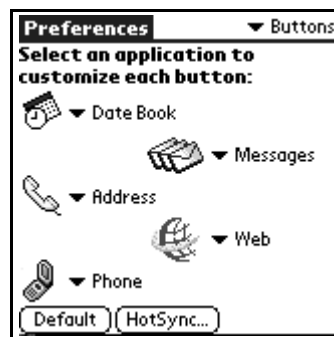 Preferences ▼ Buttons
Select an application to
customize each button:
▼ Date Book
▼ Messages
▼ Address
▼ Web
▼ Phone
Default HotSync...